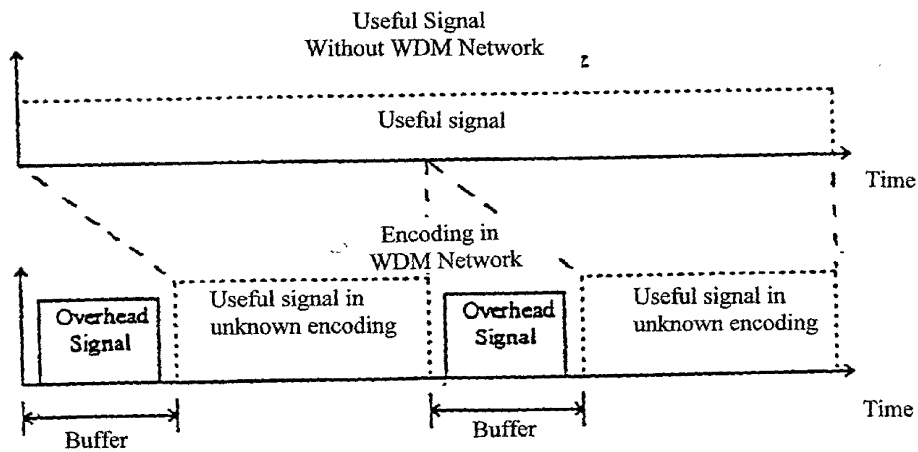 Useful Signal
Without WDM Network
z
Useful signal
Time
Encoding in
WDM Network
Overhead
Signal
Useful signal in
unknown encoding
Overhead
Signal
Useful signal in
unknown encoding
Time
Buffer
Buffer